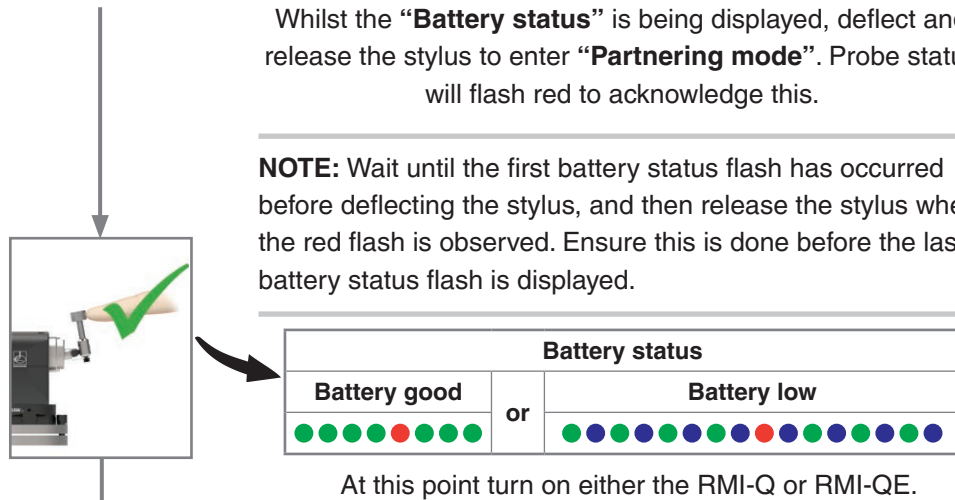 Whilst the “Battery status” is being displayed, deflect and
release the stylus to enter “Partnering mode”. Probe statu
will flash red to acknowledge this.
NOTE: Wait until the first battery status flash has occurred
before deflecting the stylus, and then release the stylus whe
the red flash is observed. Ensure this is done before the las
battery status flash is displayed.
Battery status
Battery good
or
Battery low
At this point turn on either the RMI-Q or RMI-QE.